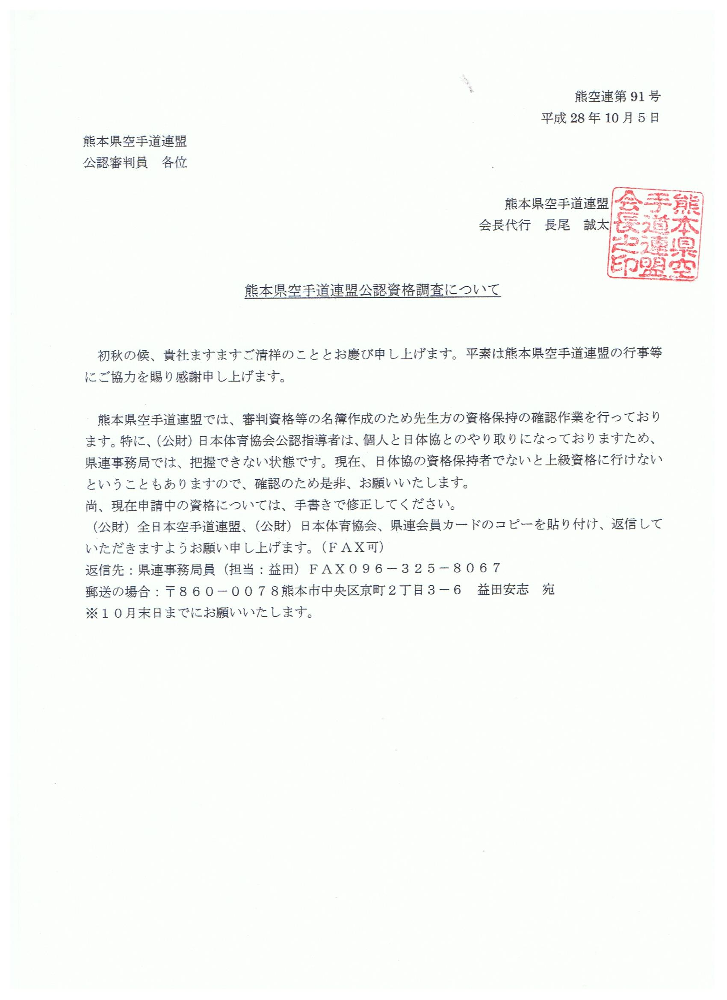 熊空連第 91 号
平成 28 年 10 月 5 日
熊本県空手道連盟
公認審判員　各位
熊本県空手道連盟
会長代行　長尾　誠太
熊本県空
手道連盟
会長之印
熊本県空手道連盟公認資格調査について
初秋の候、貴社ますますご清祥のこととお慶び申し上げます。平素は熊本県空手道連盟の行事等
にご協力を賜り感謝申し上げます。
熊本県空手道連盟では、審判資格等の名簿作成のため先生方の資格保持の確認作業を行っており
ます。特に、（公財）日本体育協会公認指導者は、個人と日体協とのやり取りになっておりますため、
県連事務局では、把握できない状態です。現在、日体協の資格保持者でないと上級資格に行けない
ということもありますので、確認のため是非、お願いいたします。
尚、現在申請中の資格については、手書きで修正してください。
（公財）全日本空手道連盟、（公財）日本体育協会、県連会員カードのコピーを貼り付け、返信して
いただきますようお願い申し上げます。（ＦＡＸ可）
返信先：県連事務局員（担当：益田）ＦＡＸ０９６－３２５－８０６７
郵送の場合：〒８６０－００７８熊本市中央区京町２丁目３－６　益田安志　宛
※１０月末日までにお願いいたします。